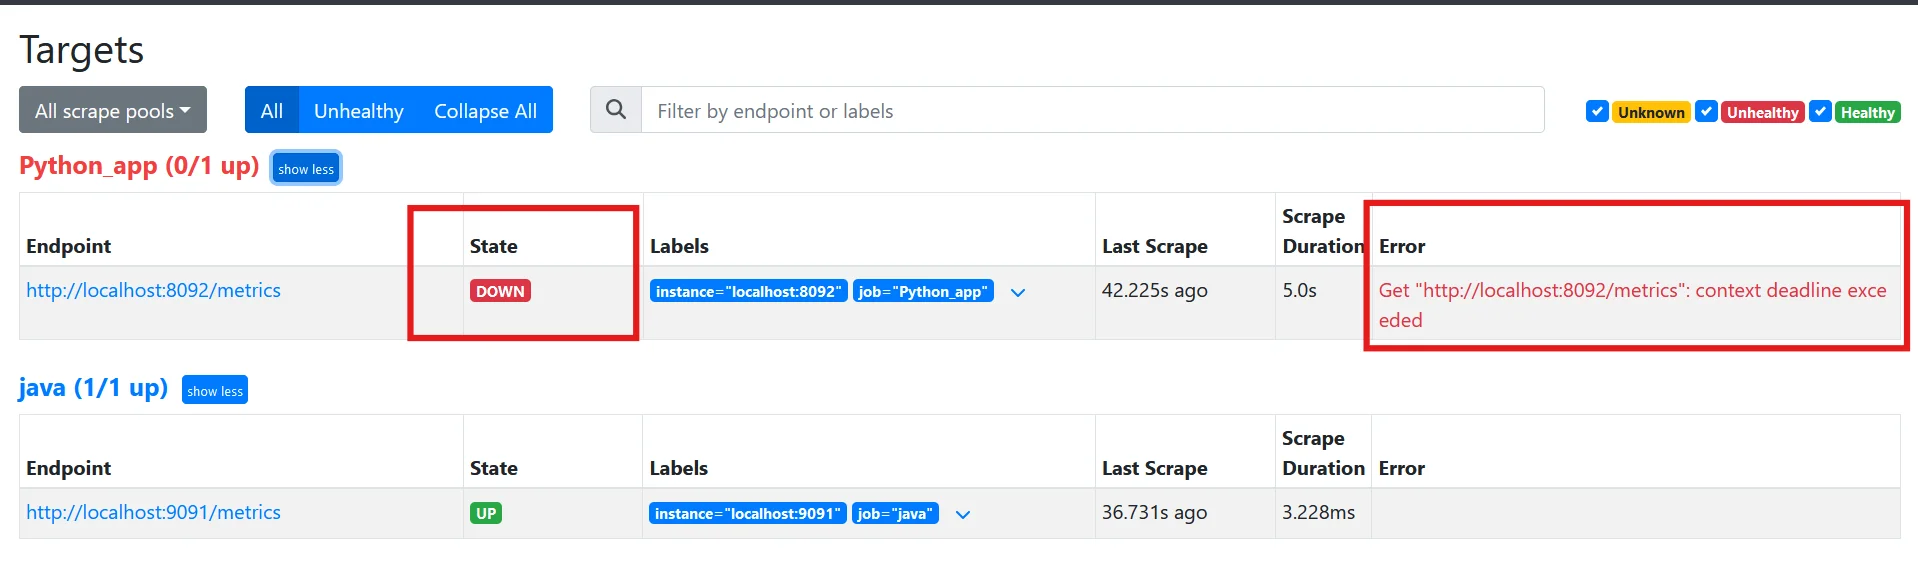 Targets
All scrape pools All Unhealthy Collapse All Filter by endpoint or labels Unknown Unhealthy Healthy
Python_app (0/1 up) show less
Endpoint State Labels Last Scrape Scrape Duration Error
http://localhost:8092/metrics DOWN instance="localhost:8092" job="Python_app" 42.225s ago 5.0s Get "http://localhost:8092/metrics": context deadline exce
eded
java (1/1 up) show less
Endpoint State Labels Last Scrape Scrape Duration Error
http://localhost:9091/metrics UP instance="localhost:9091" job="java" 36.731s ago 3.228ms